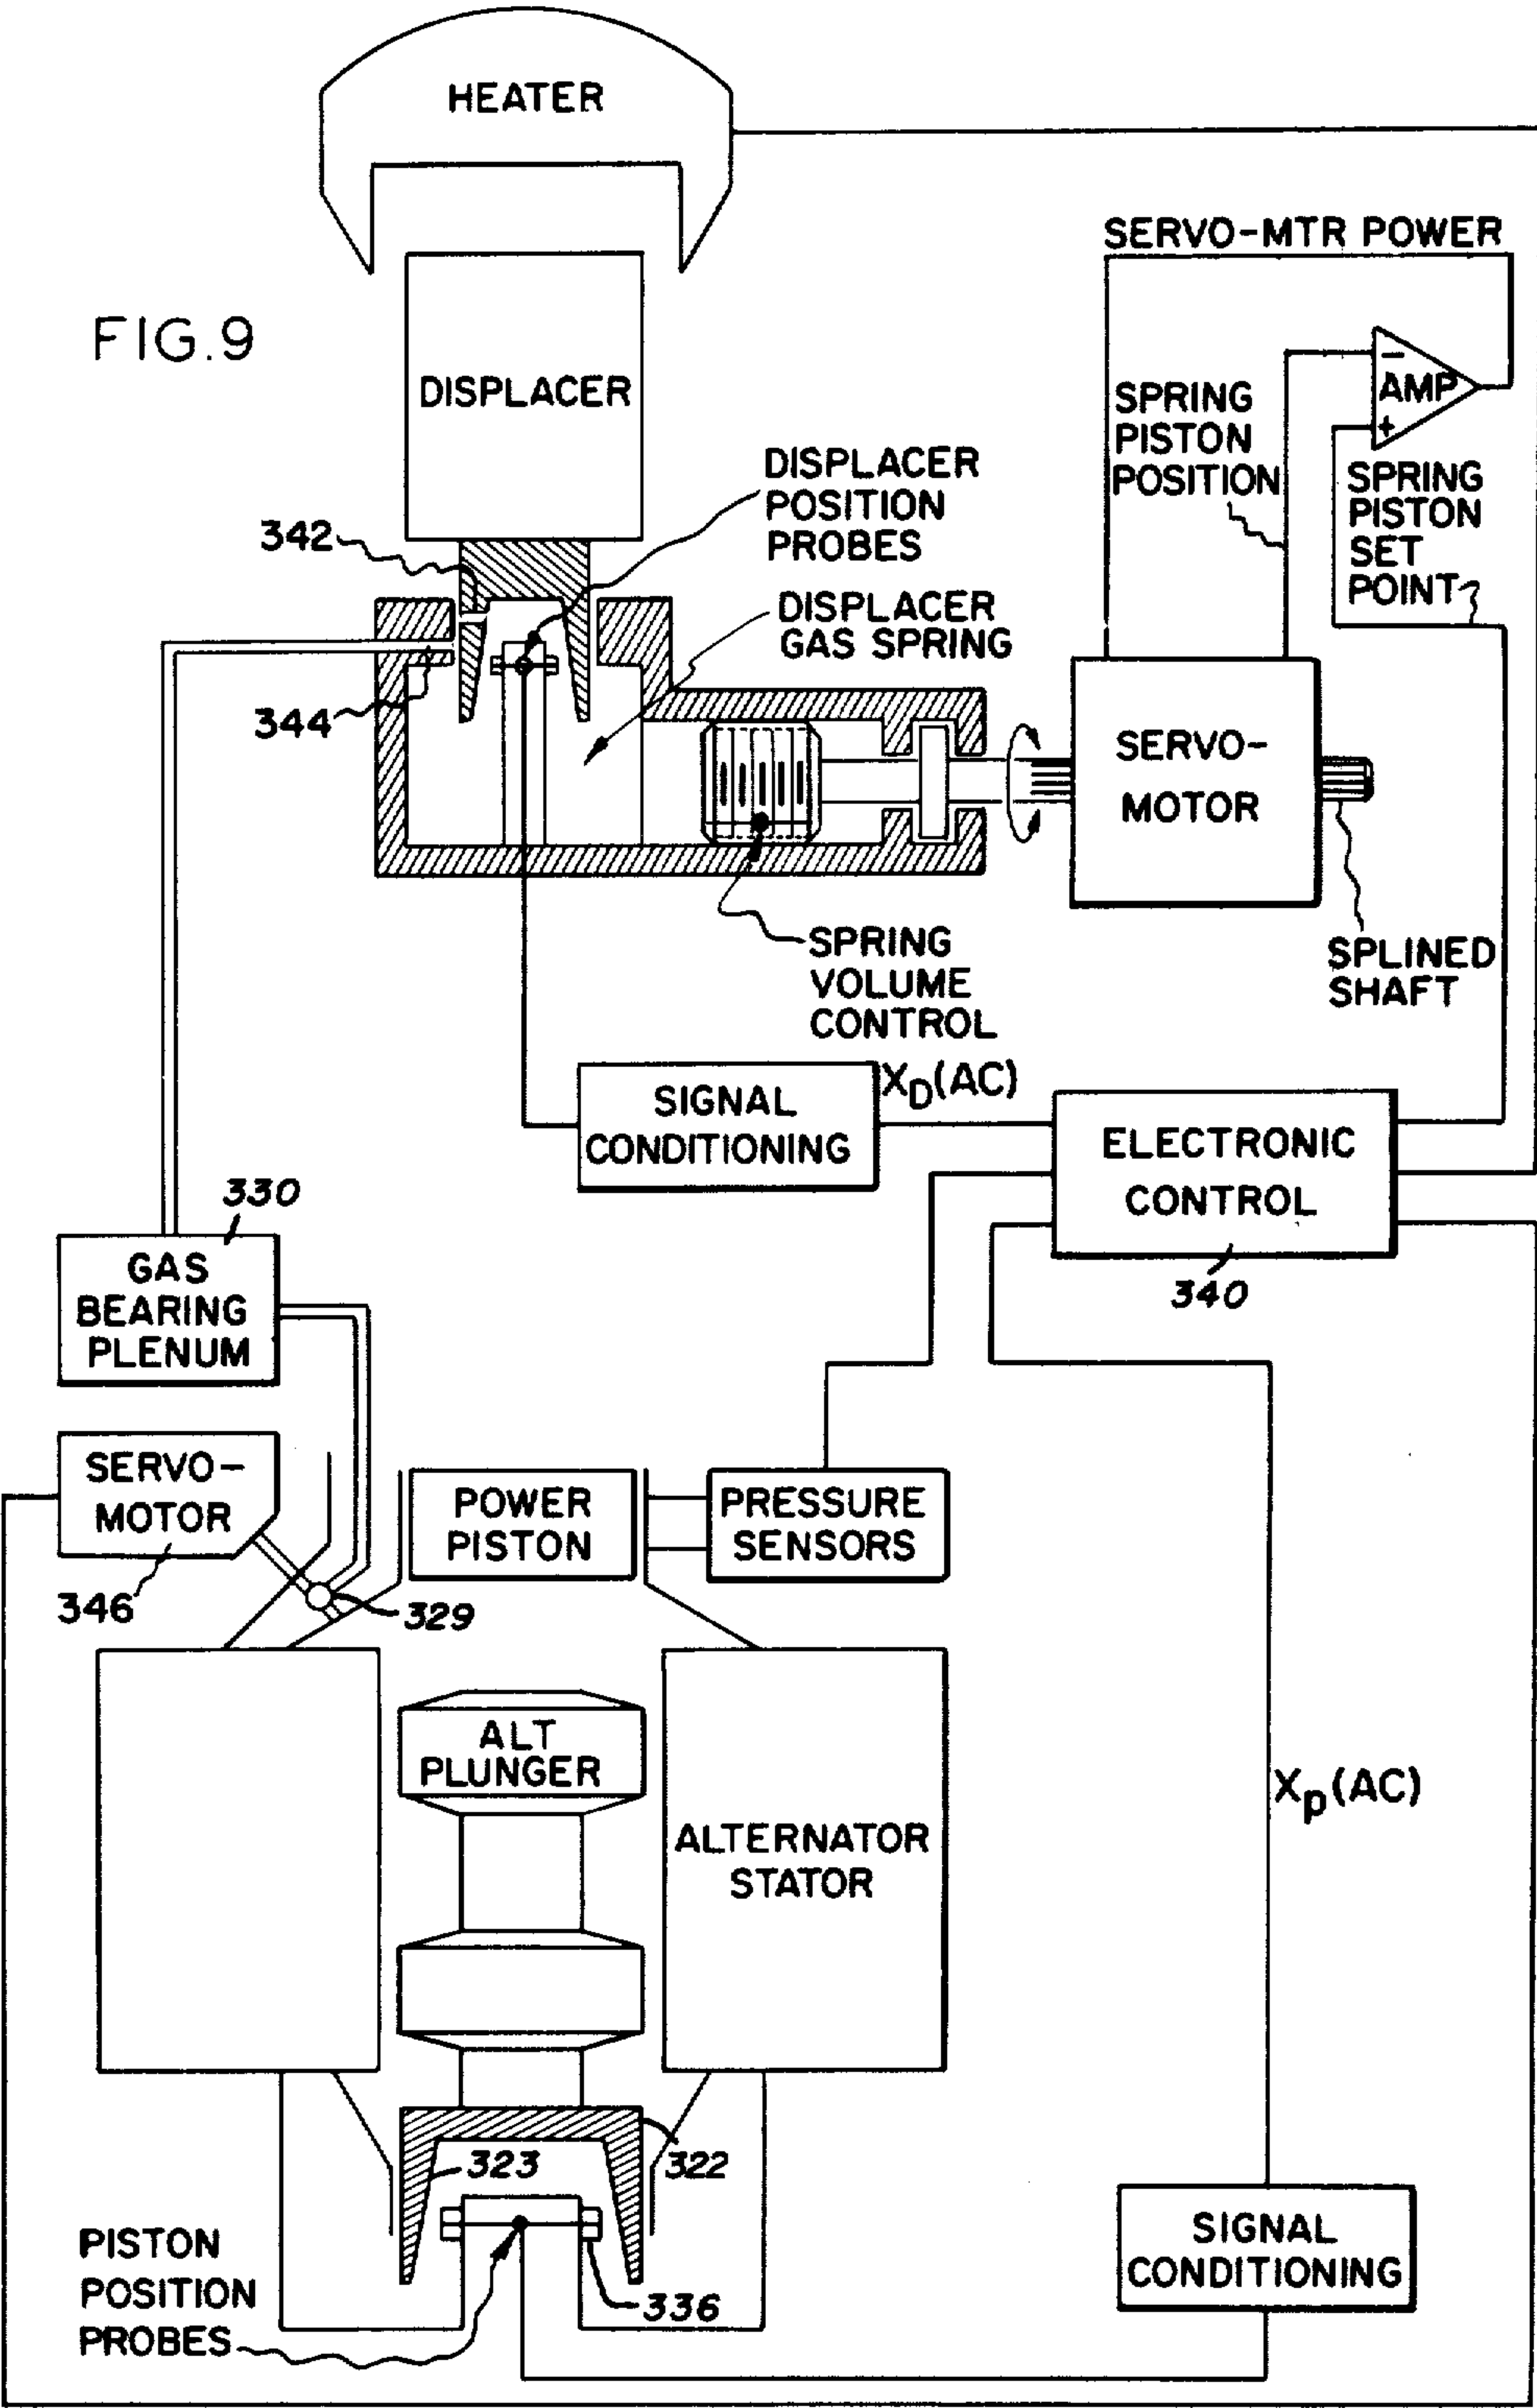 HEATER
FIG.9
SERVO-MTR POWER
DISPLACER
- AMP
+
SPRING
PISTON
POSITION
SPRING
PISTON
SET
POINT
DISPLACER
POSITION
PROBES
342
DISPLACER
GAS SPRING
344
SERVO-
MOTOR
SPRING
VOLUME
CONTROL
SPLINED
SHAFT
SIGNAL
CONDITIONING
XD(AC)
ELECTRONIC
CONTROL
340
330
GAS
BEARING
PLENUM
SERVO-
MOTOR
346
329
POWER
PISTON
PRESSURE
SENSORS
ALT
PLUNGER
ALTERNATOR
STATOR
Xp(AC)
323
322
PISTON
POSITION
PROBES
336
SIGNAL
CONDITIONING